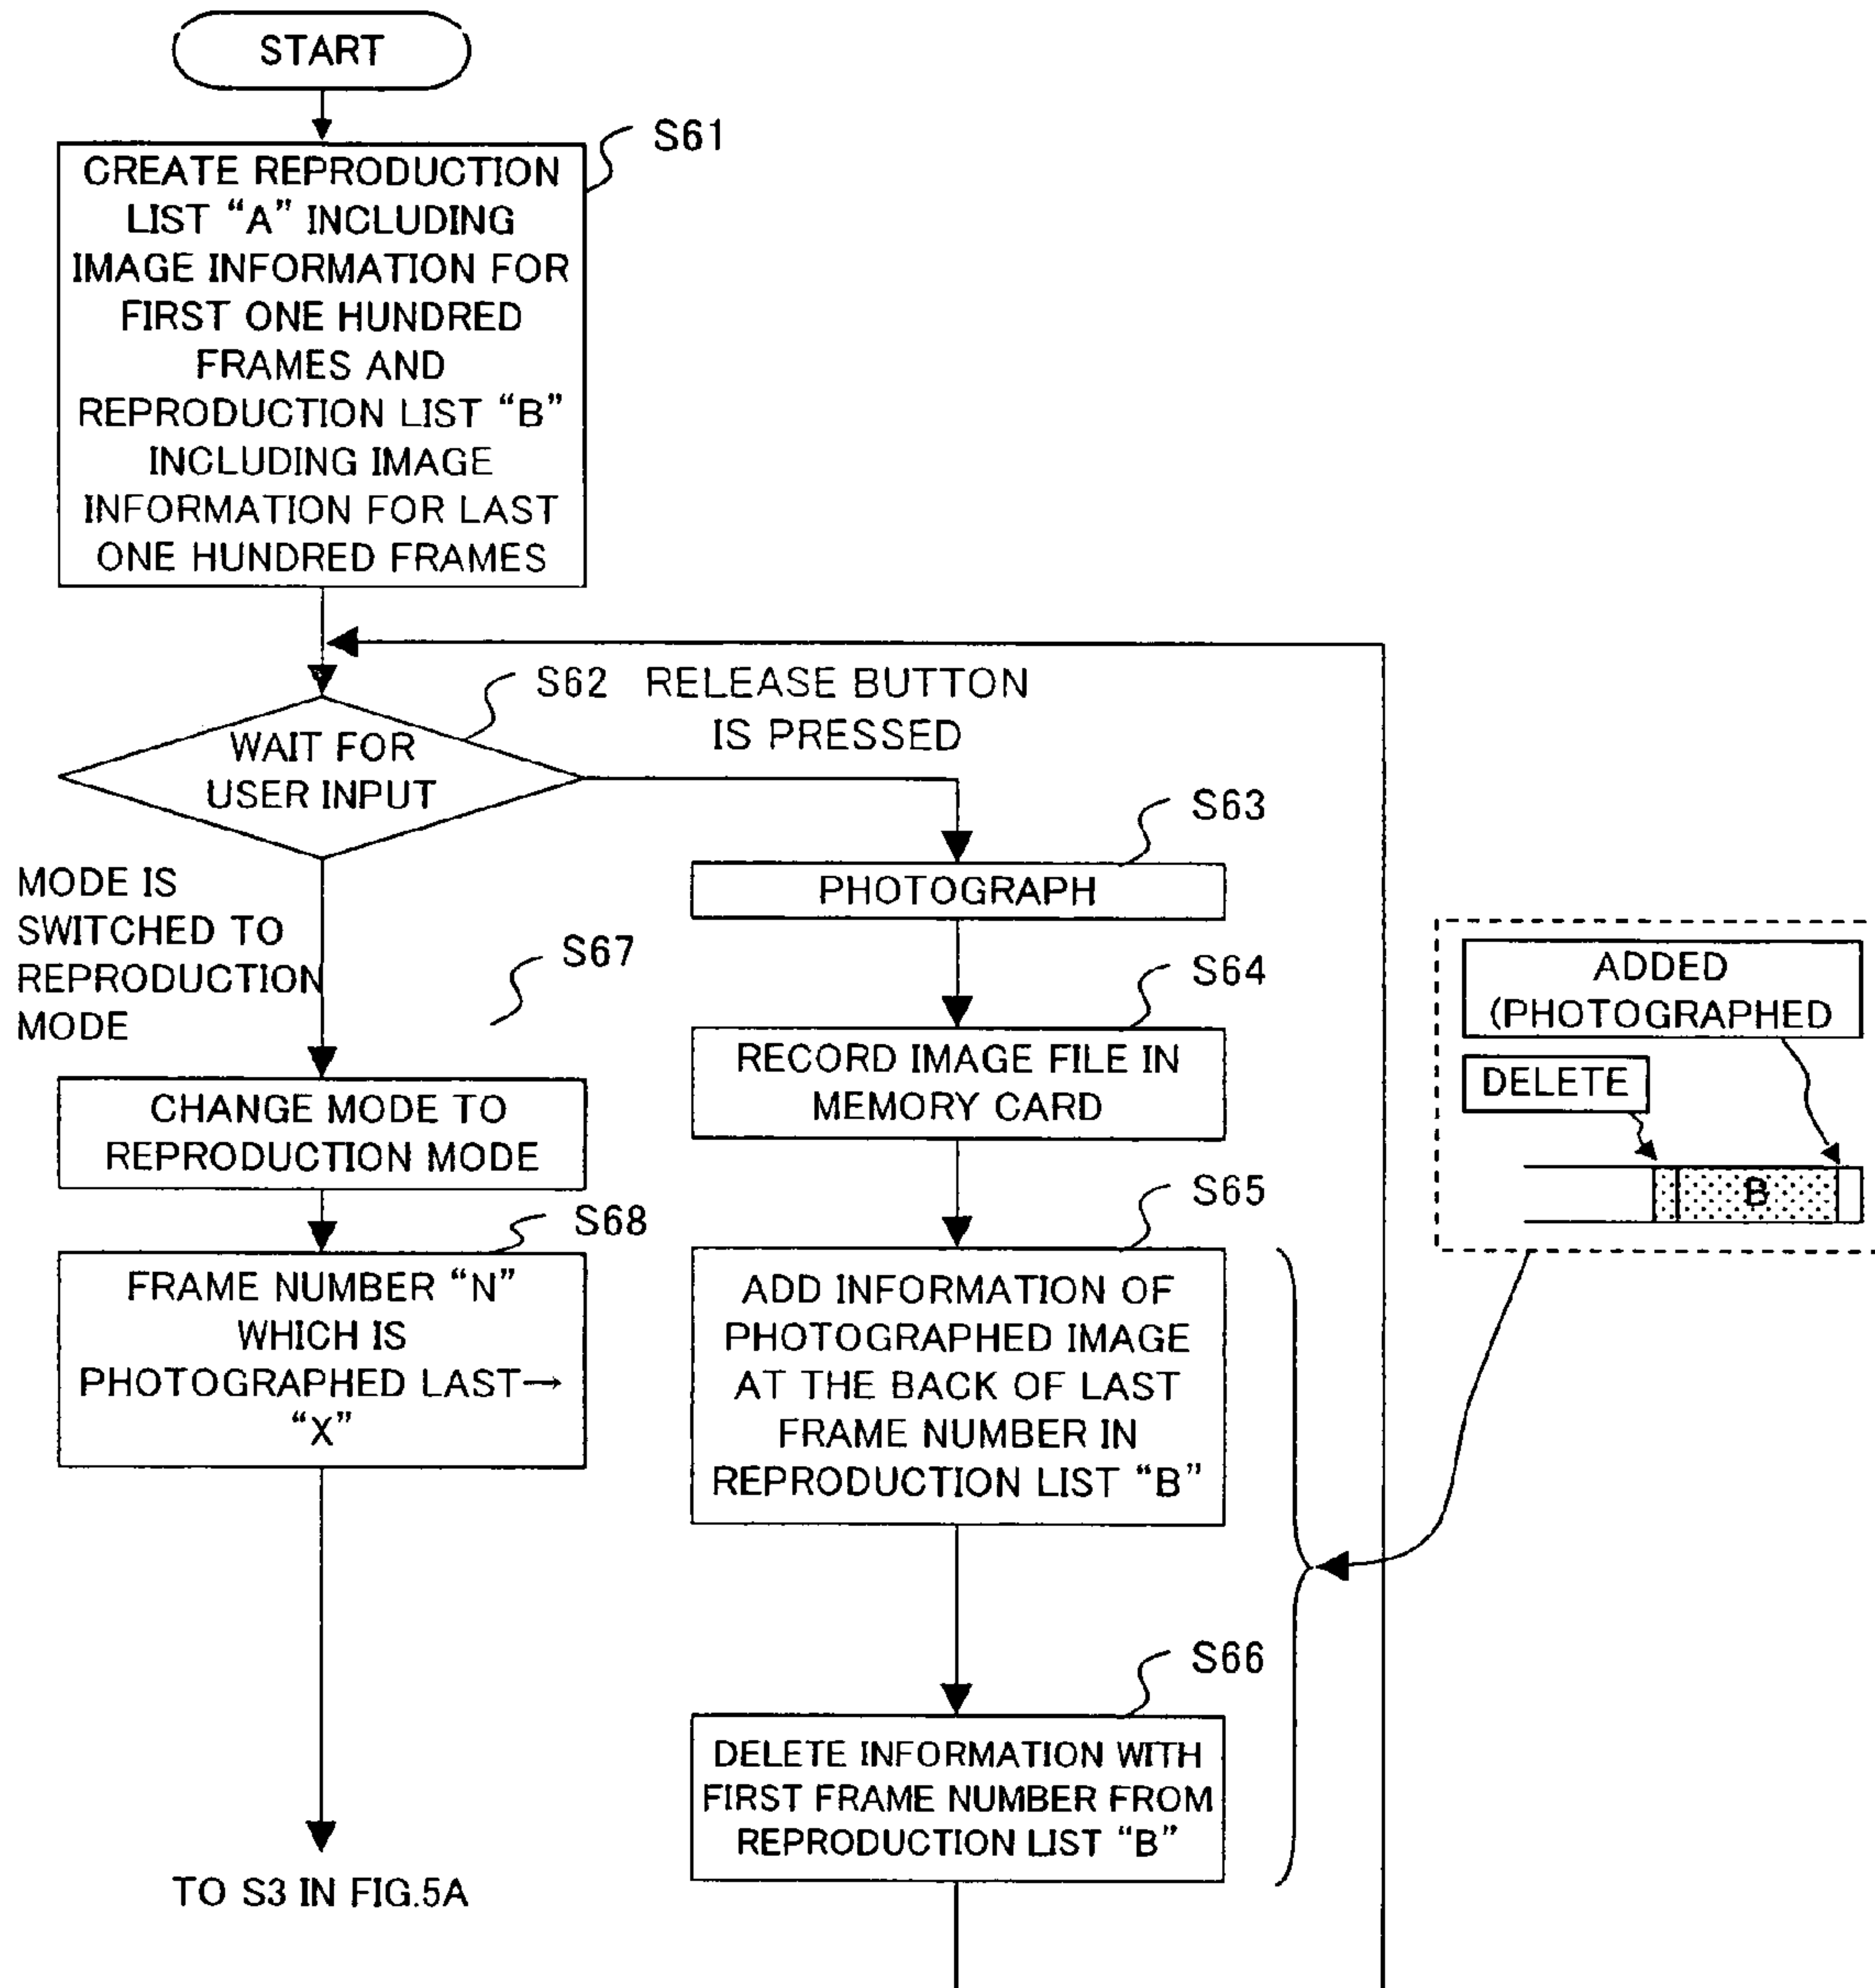 START
S61
CREATE REPRODUCTION
LIST “A” INCLUDING
IMAGE INFORMATION FOR
FIRST ONE HUNDRED
FRAMES AND
REPRODUCTION LIST “B”
INCLUDING IMAGE
INFORMATION FOR LAST
ONE HUNDRED FRAMES
S62 RELEASE BUTTON
IS PRESSED
WAIT FOR
USER INPUT
MODE IS
SWITCHED TO
REPRODUCTION
MODE
S67
CHANGE MODE TO
REPRODUCTION MODE
S68
FRAME NUMBER “N”
WHICH IS
PHOTOGRAPHED LAST→
“X”
TO S3 IN FIG.5A
S63
PHOTOGRAPH
S64
RECORD IMAGE FILE IN
MEMORY CARD
S65
ADD INFORMATION OF
PHOTOGRAPHED IMAGE
AT THE BACK OF LAST
FRAME NUMBER IN
REPRODUCTION LIST “B”
S66
DELETE INFORMATION WITH
FIRST FRAME NUMBER FROM
REPRODUCTION LIST “B”
ADDED
(PHOTOGRAPHED
DELETE
B